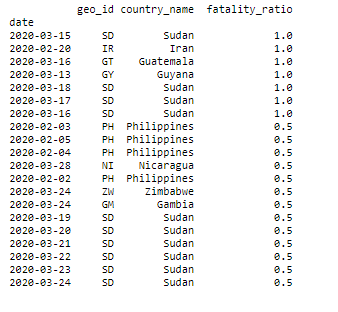 geo_id country_name fatality_ratio
date
2020-03-15 SD Sudan 1.0
2020-02-20 IR Iran 1.0
2020-03-16 GT Guatemala 1.0
2020-03-13 GY Guyana 1.0
2020-03-18 SD Sudan 1.0
2020-03-17 SD Sudan 1.0
2020-03-16 SD Sudan 1.0
2020-02-03 PH Philippines 0.5
2020-02-05 PH Philippines 0.5
2020-02-04 PH Philippines 0.5
2020-03-28 NI Nicaragua 0.5
2020-02-02 PH Philippines 0.5
2020-03-24 ZW Zimbabwe 0.5
2020-03-24 GM Gambia 0.5
2020-03-19 SD Sudan 0.5
2020-03-20 SD Sudan 0.5
2020-03-21 SD Sudan 0.5
2020-03-22 SD Sudan 0.5
2020-03-23 SD Sudan 0.5
2020-03-24 SD Sudan 0.5